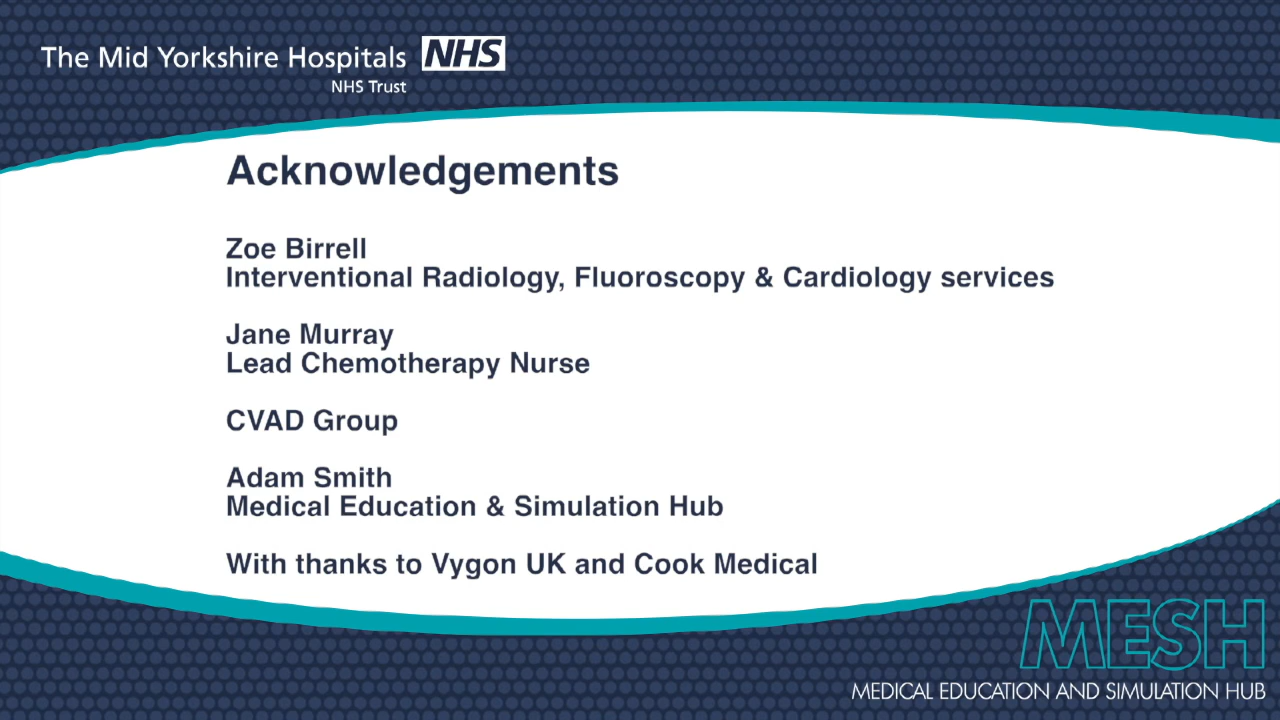 The Mid Yorkshire Hospitals NHS
NHS Trust
Acknowledgements
Zoe Birrell
Interventional Radiology, Fluoroscopy & Cardiology services
Jane Murray
Lead Chemotherapy Nurse
CVAD Group
Adam Smith
Medical Education & Simulation Hub
With thanks to Vygon UK and Cook Medical
MESH
MEDICAL EDUCATION AND SIMULATION HUB